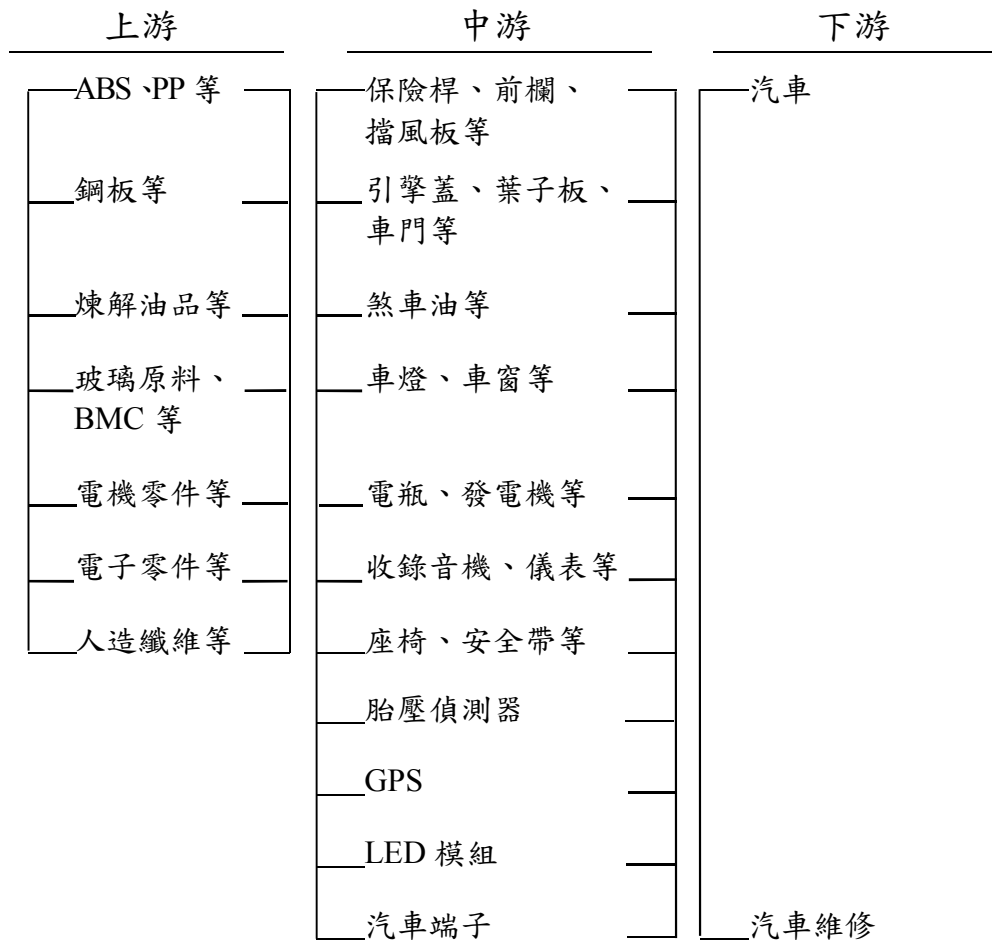 上游
ABS、PP 等
鋼板等
煉解油品等
玻璃原料、
BMC 等
電機零件等
電子零件等
人造纖維等
中游
保險桿、前欄、
擋風板等
引擎蓋、葉子板、
車門等
煞車油等
車燈、車窗等
電瓶、發電機等
收錄音機、儀表等
座椅、安全帶等
胎壓偵測器
GPS
LED 模組
汽車端子
下游
汽車
汽車維修